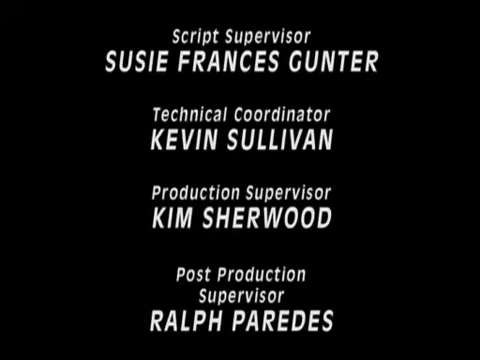 Script Supervisor
SUSIE FRANCES GUNTER
Technical Coordinator
KEVIN SULLIVAN
Production Supervisor
KIM SHERWOOD
Post Production
Supervisor
RALPH PAREDES